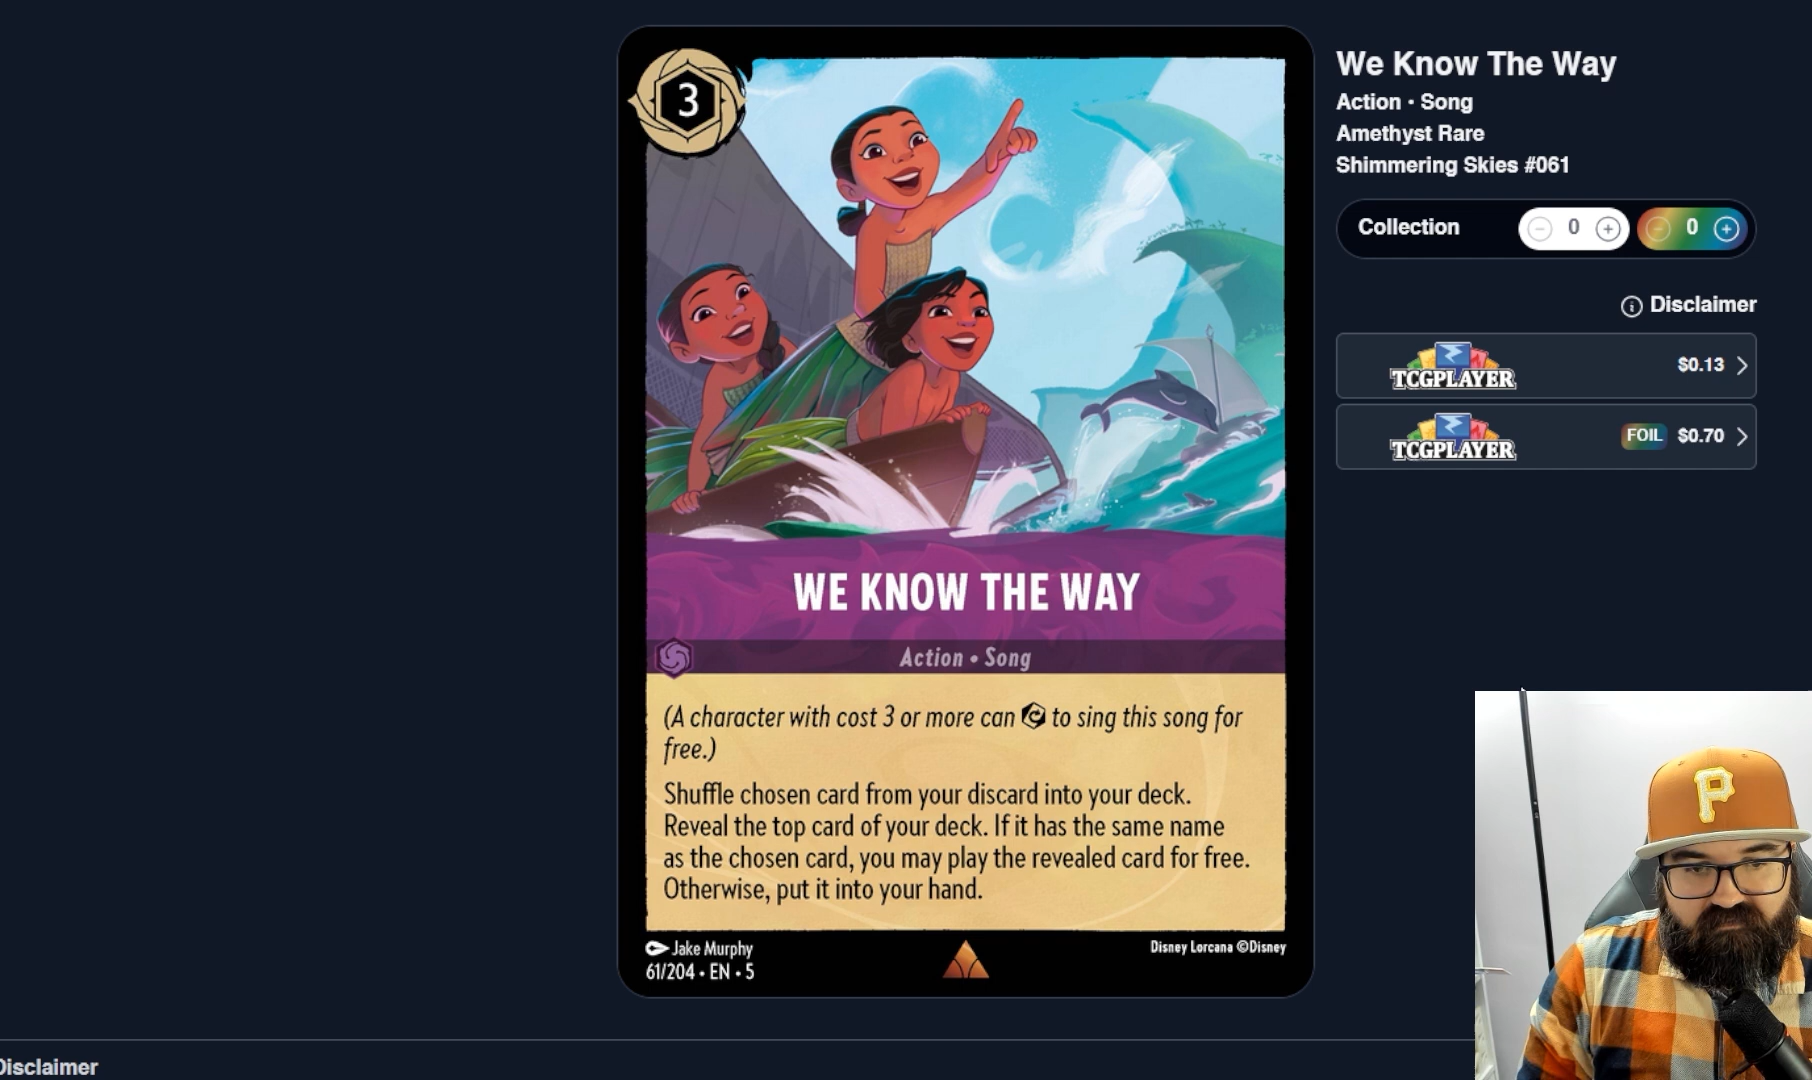 3
WE KNOW THE WAY
Action • Song
(A character with cost 3 or more can to sing this song for
free.)
Shuffle chosen card from your discard into your deck.
Reveal the top card of your deck. If it has the same name
as the chosen card, you may play the revealed card for free.
Otherwise, put it into your hand.
Jake Murphy
61/204 • EN • 5
Disney Lorcana ©Disney
We Know The Way
Action • Song
Amethyst Rare
Shimmering Skies #061
Collection
0
0
Disclaimer
TCGPLAYER
$0.13
TCGPLAYER
FOIL $0.70
P
Disclaimer